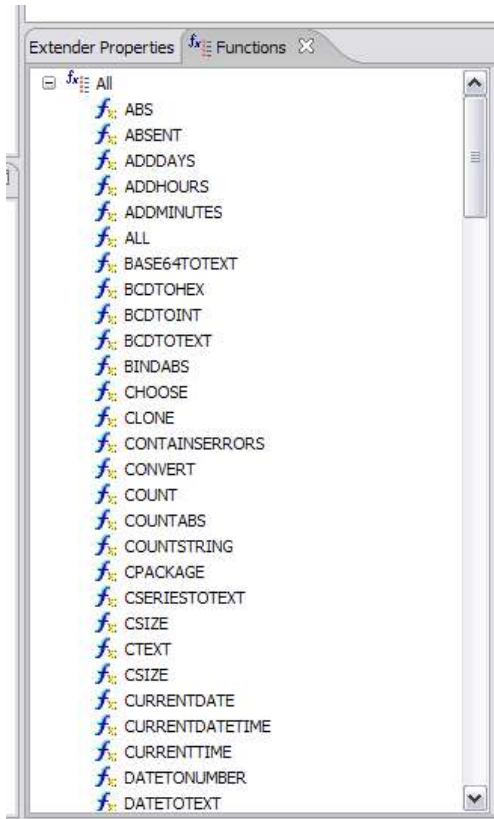 Extender Properties Functions
All
ABS
ABSENT
ADDDAYS
ADDHOURS
ADDMINUTES
ALL
BASE64TOTEXT
BCDTOHEX
BCDTOINT
BCDTOTEXT
BINDABS
CHOOSE
CLONE
CONTAINSERRORS
CONVERT
COUNT
COUNTABS
COUNTSTRING
CPACKAGE
CSERIESTOTEXT
CSIZE
CTEXT
CSIZE
CURRENTDATE
CURRENTDATETIME
CURRENTTIME
DATETONUMBER
DATETOTEXT